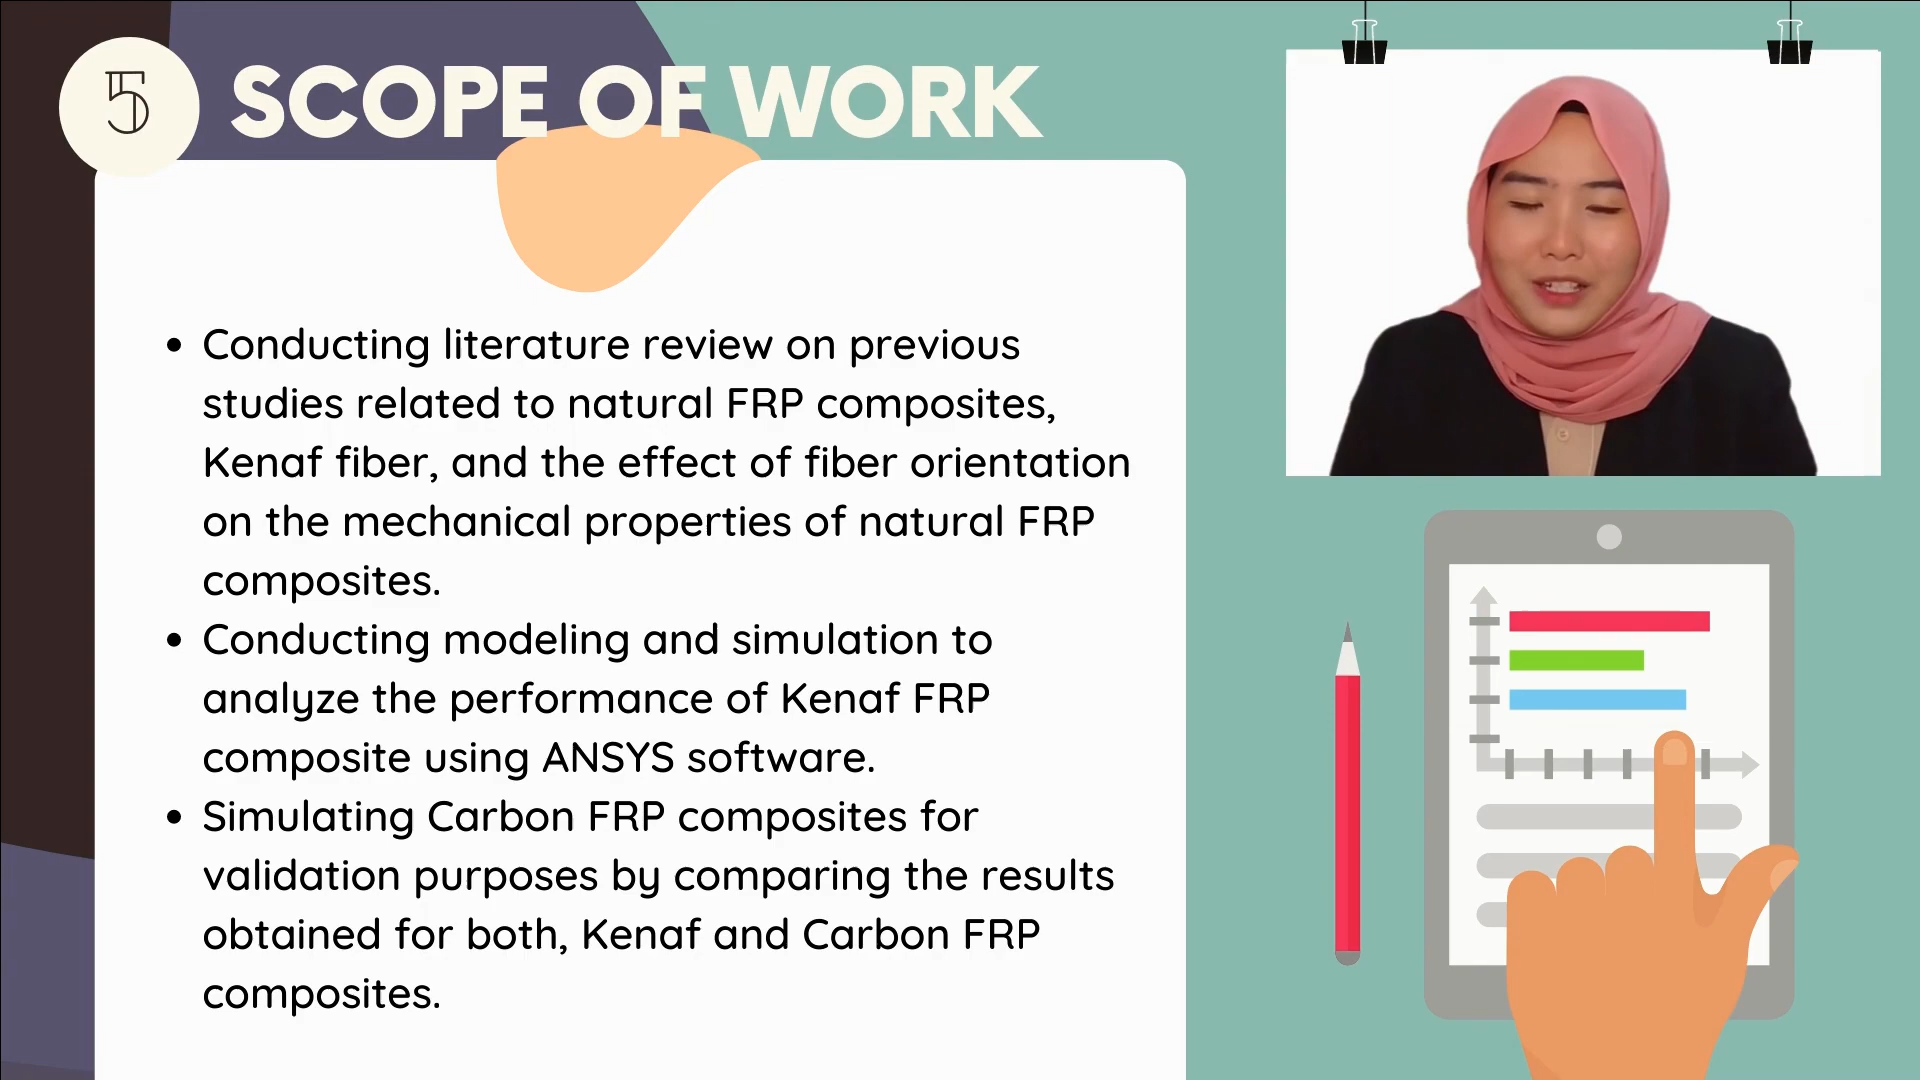 5
SCOPE OF WORK
• Conducting literature review on previous
studies related to natural FRP composites,
Kenaf fiber, and the effect of fiber orientation
on the mechanical properties of natural FRP
composites.
• Conducting modeling and simulation to
analyze the performance of Kenaf FRP
composite using ANSYS software.
• Simulating Carbon FRP composites for
validation purposes by comparing the results
obtained for both, Kenaf and Carbon FRP
composites.